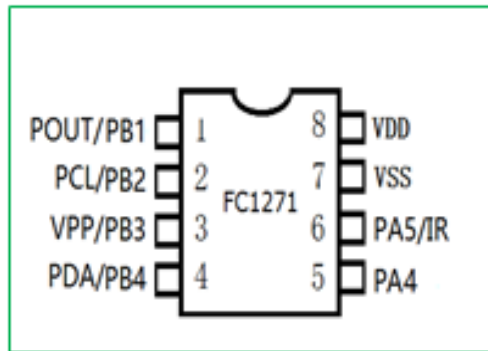 POUT/PB1 1 8 VDD
PCL/PB2 2 7 VSS
FC1271
VPP/PB3 3 6 PA5/IR
PDA/PB4 4 5 PA4